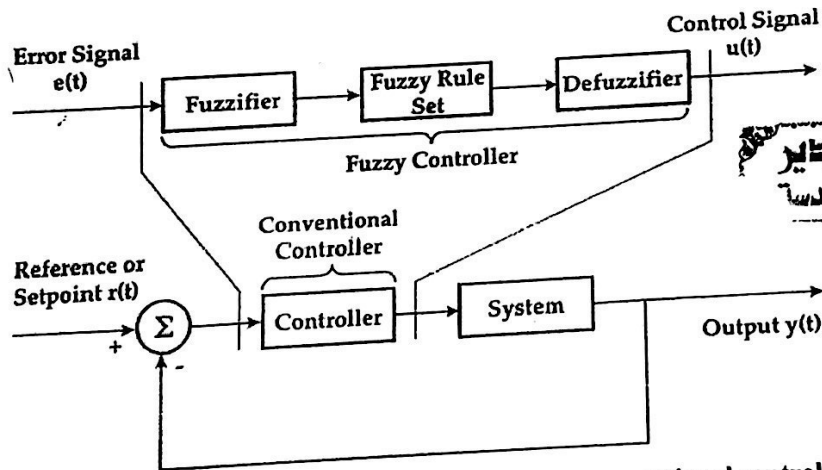 Error Signal
e(t)
Control Signal
u(t)
Fuzzifier
Fuzzy Rule
Set
Defuzzifier
Fuzzy Controller
Conventional
Controller
Reference or
Setpoint r(t)
Σ
+
-
Controller
System
Output y(t)